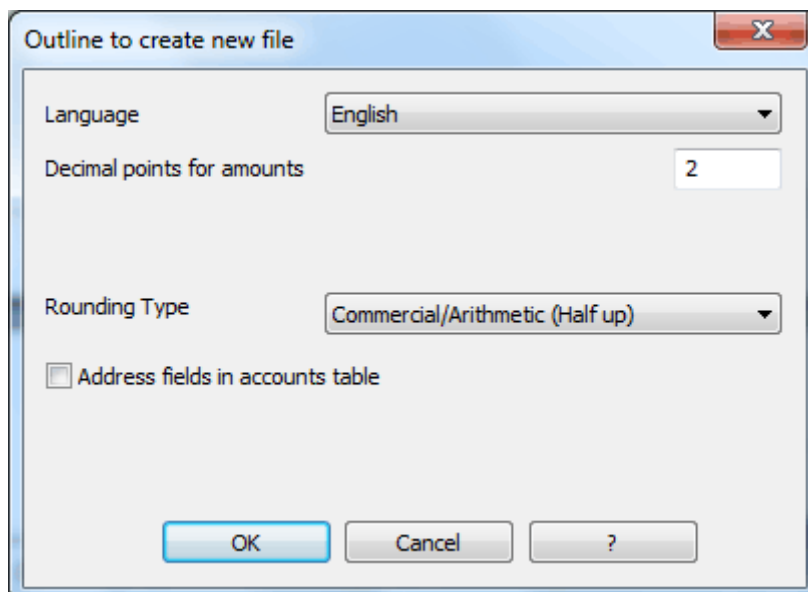 Outline to create new file
Language English
Decimal points for amounts 2
Rounding Type Commercial/Arithmetic (Half up)
Address fields in accounts table
OK Cancel ?